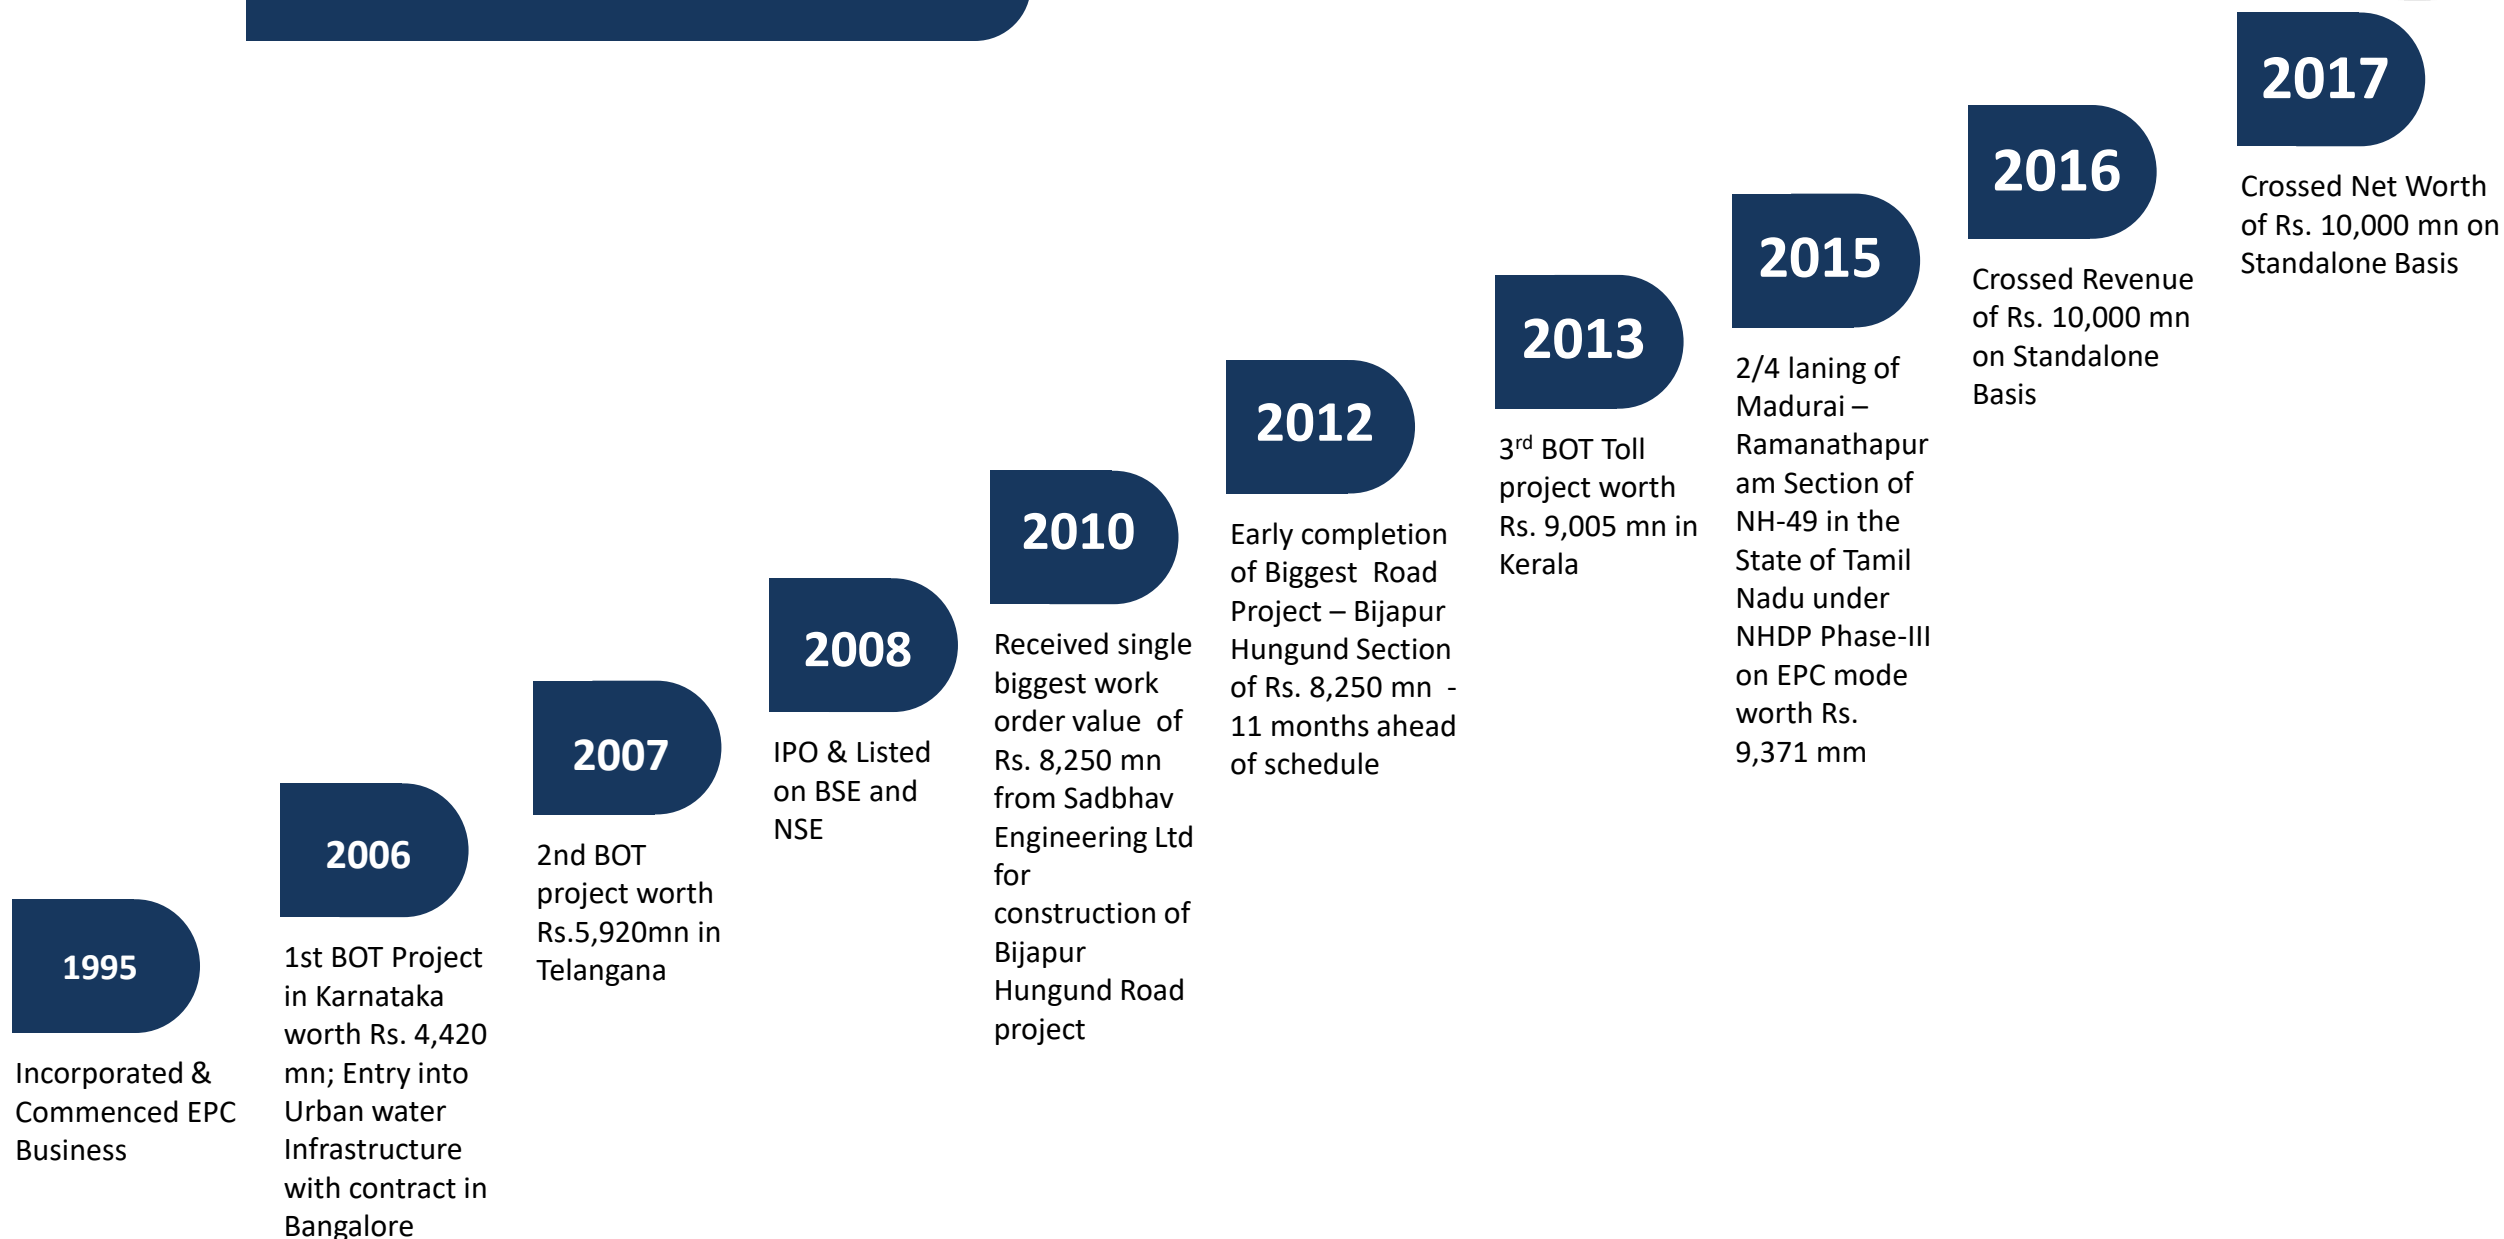 1995
Incorporated &
Commenced EPC
Business
2006
1st BOT Project
in Karnataka
worth Rs. 4,420
mn; Entry into
Urban water
Infrastructure
with contract in
Bangalore
2007
2nd BOT
project worth
Rs.5,920mn in
Telangana
2008
IPO & Listed
on BSE and
NSE
2010
Received single
biggest work
order value of
Rs. 8,250 mn
from Sadbhav
Engineering Ltd
for
construction of
Bijapur
Hungund Road
project
2012
Early completion
of Biggest Road
Project – Bijapur
Hungund Section
of Rs. 8,250 mn -
11 months ahead
of schedule
2013
3rd BOT Toll
project worth
Rs. 9,005 mn in
Kerala
2015
2/4 laning of
Madurai –
Ramanathapur
am Section of
NH-49 in the
State of Tamil
Nadu under
NHDP Phase-III
on EPC mode
worth Rs.
9,371 mm
2016
Crossed Revenue
of Rs. 10,000 mn
on Standalone
Basis
2017
Crossed Net Worth
of Rs. 10,000 mn on
Standalone Basis